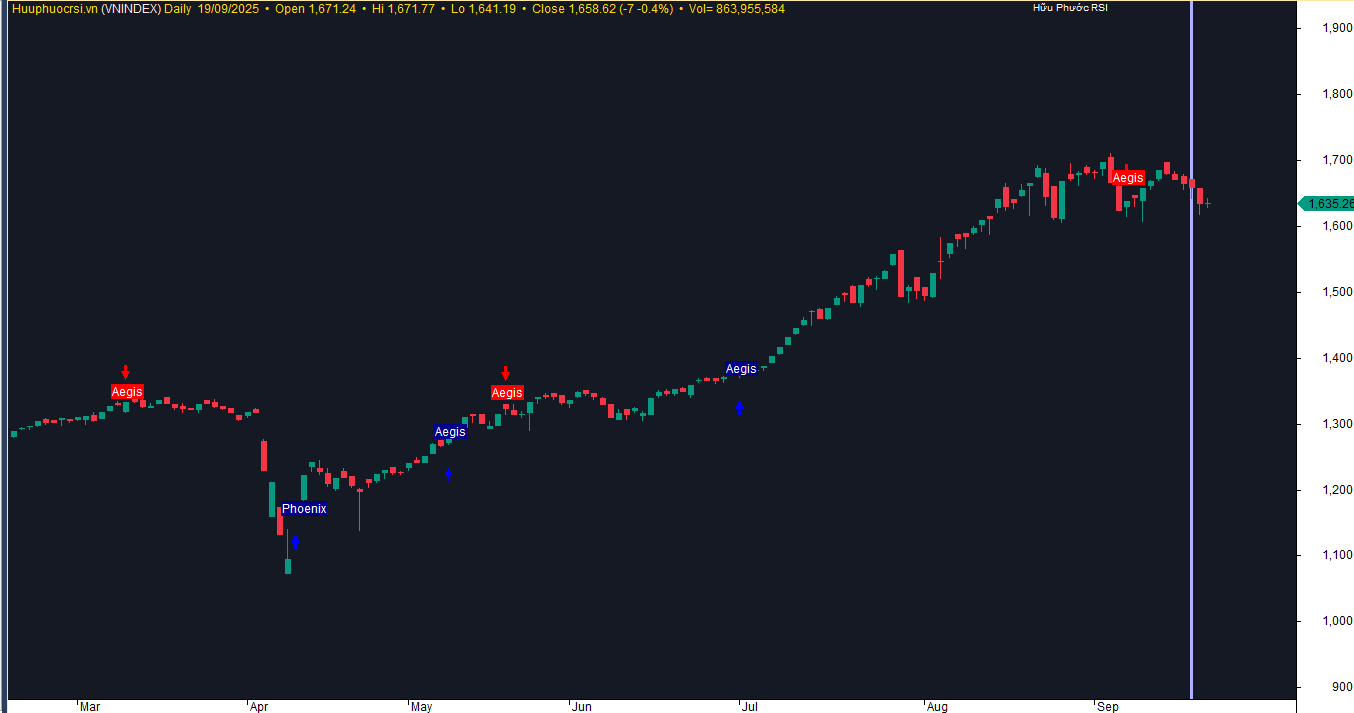 Huuphuocrsi.vn (VNINDEX) Daily 19/09/2025 • Open 1,671.24 • Hi 1,671.77 • Lo 1,641.19 • Close 1,658.62 (-7 -0.4%) • Vol= 863,955,584
Hữu Phước RSI
1,900
1,800
1,700
Aegis
1,635.26
1,600
1,500
1,400
Aegis
Aegis
Aegis
Aegis
1,300
1,200
Phoenix
1,100
1,000
900
Mar Apr May Jun Jul Aug Sep